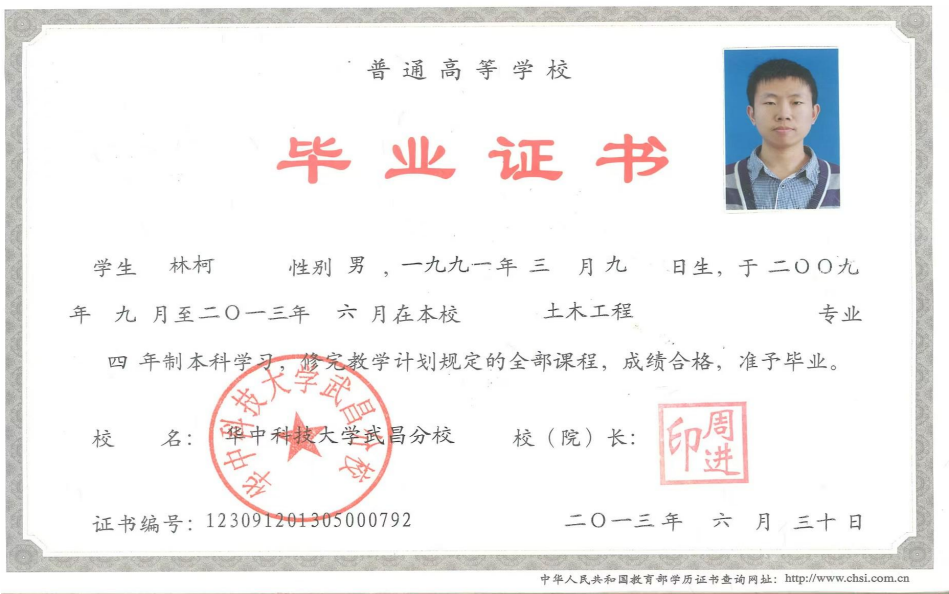 普通高等学校
毕业证书
学生 林柯 性别 男 ,一九九一年 三 月 九 日生, 于 二〇〇九
年 九 月至二〇一三年 六 月在本校 土木工程 专业
四 年制本科学习, 修完教学计划规定的全部课程, 成绩合格, 准予毕业。
校 名: 华中科技大学武昌分校 校（院）长: 周进印
华中科技大学武昌分校
证书编号: 123091201305000792 二〇一三年 六 月 三十日
中华人民共和国教育部学历证书查询网址: http://www.chsi.com.cn